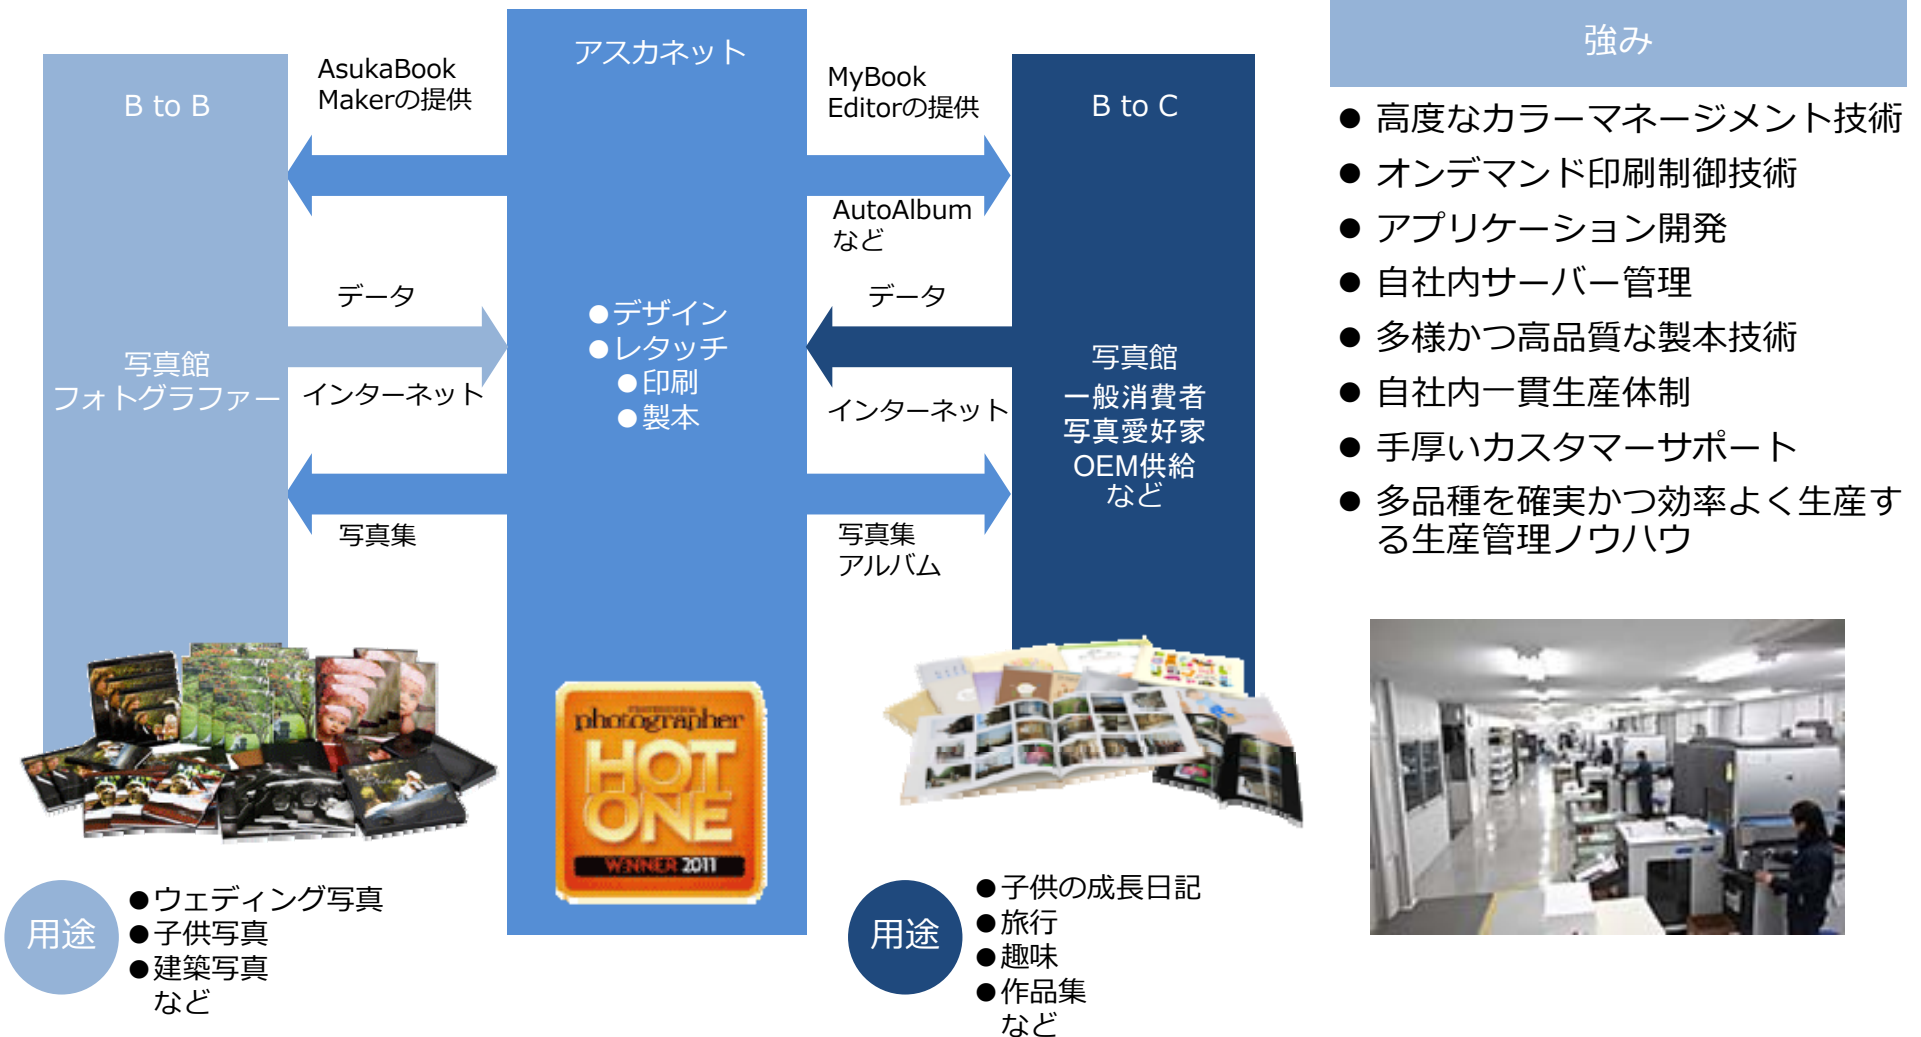 B to B
写真館
フォトグラファー
AsukaBook
Makerの提供
データ
インターネット
写真集
アスカネット
●デザイン
●レタッチ
●印刷
●製本
photographer
HOT
ONE
WINNER 2011
MyBook
Editorの提供
AutoAlbum
など
データ
インターネット
写真集
アルバム
B to C
写真館
一般消費者
写真愛好家
OEM供給
など
用途
●ウェディング写真
●子供写真
●建築写真
など
用途
●子供の成長日記
●旅行
●趣味
●作品集
など
強み
● 高度なカラーマネージメント技術
● オンデマンド印刷制御技術
● アプリケーション開発
● 自社内サーバー管理
● 多様かつ高品質な製本技術
● 自社内一貫生産体制
● 手厚いカスタマーサポート
● 多品種を確実かつ効率よく生産す
る生産管理ノウハウ